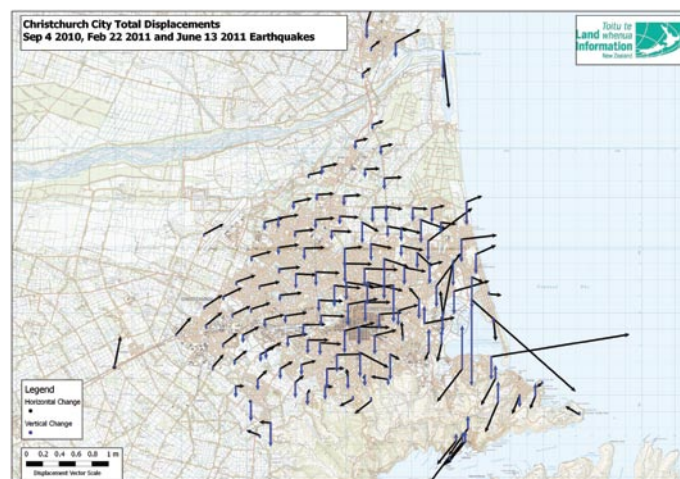 Christchurch City Total Displacements
Sep 4 2010, Feb 22 2011 and June 13 2011 Earthquakes
Toitū te
Land whenua
Information
New Zealand
Legend
Horizontal Change
Vertical Change
0 0.2 0.4 0.6 0.8 1 m
Displacement Vector Scale